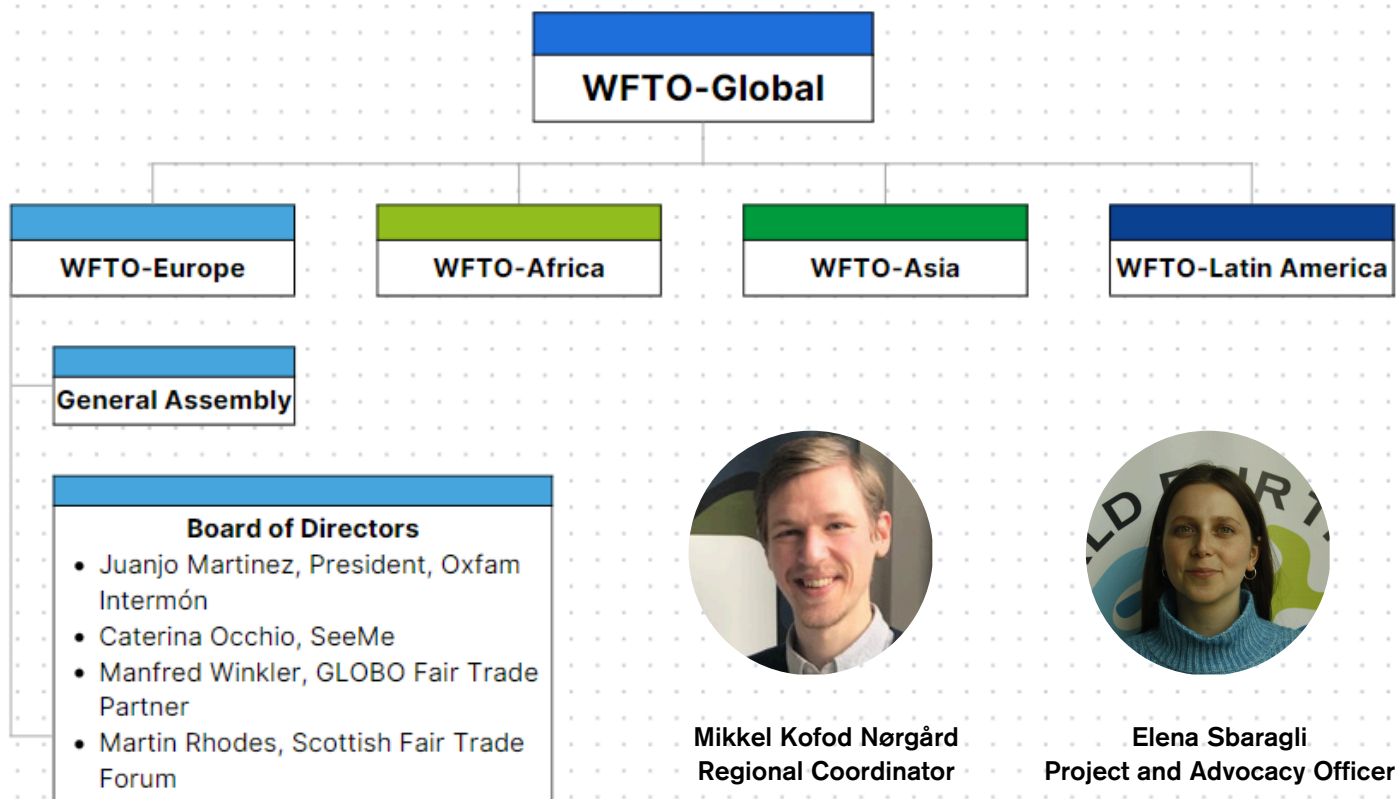 WFTO-Global
WFTO-Europe
WFTO-Africa
WFTO-Asia
WFTO-Latin America
General Assembly
Board of Directors
• Juanjo Martinez, President, Oxfam
Intermón
• Caterina Occhio, SeeMe
• Manfred Winkler, GLOBO Fair Trade
Partner
• Martin Rhodes, Scottish Fair Trade
Forum
Mikkel Kofod Nørgård
Regional Coordinator
Elena Sbaragli
Project and Advocacy Officer